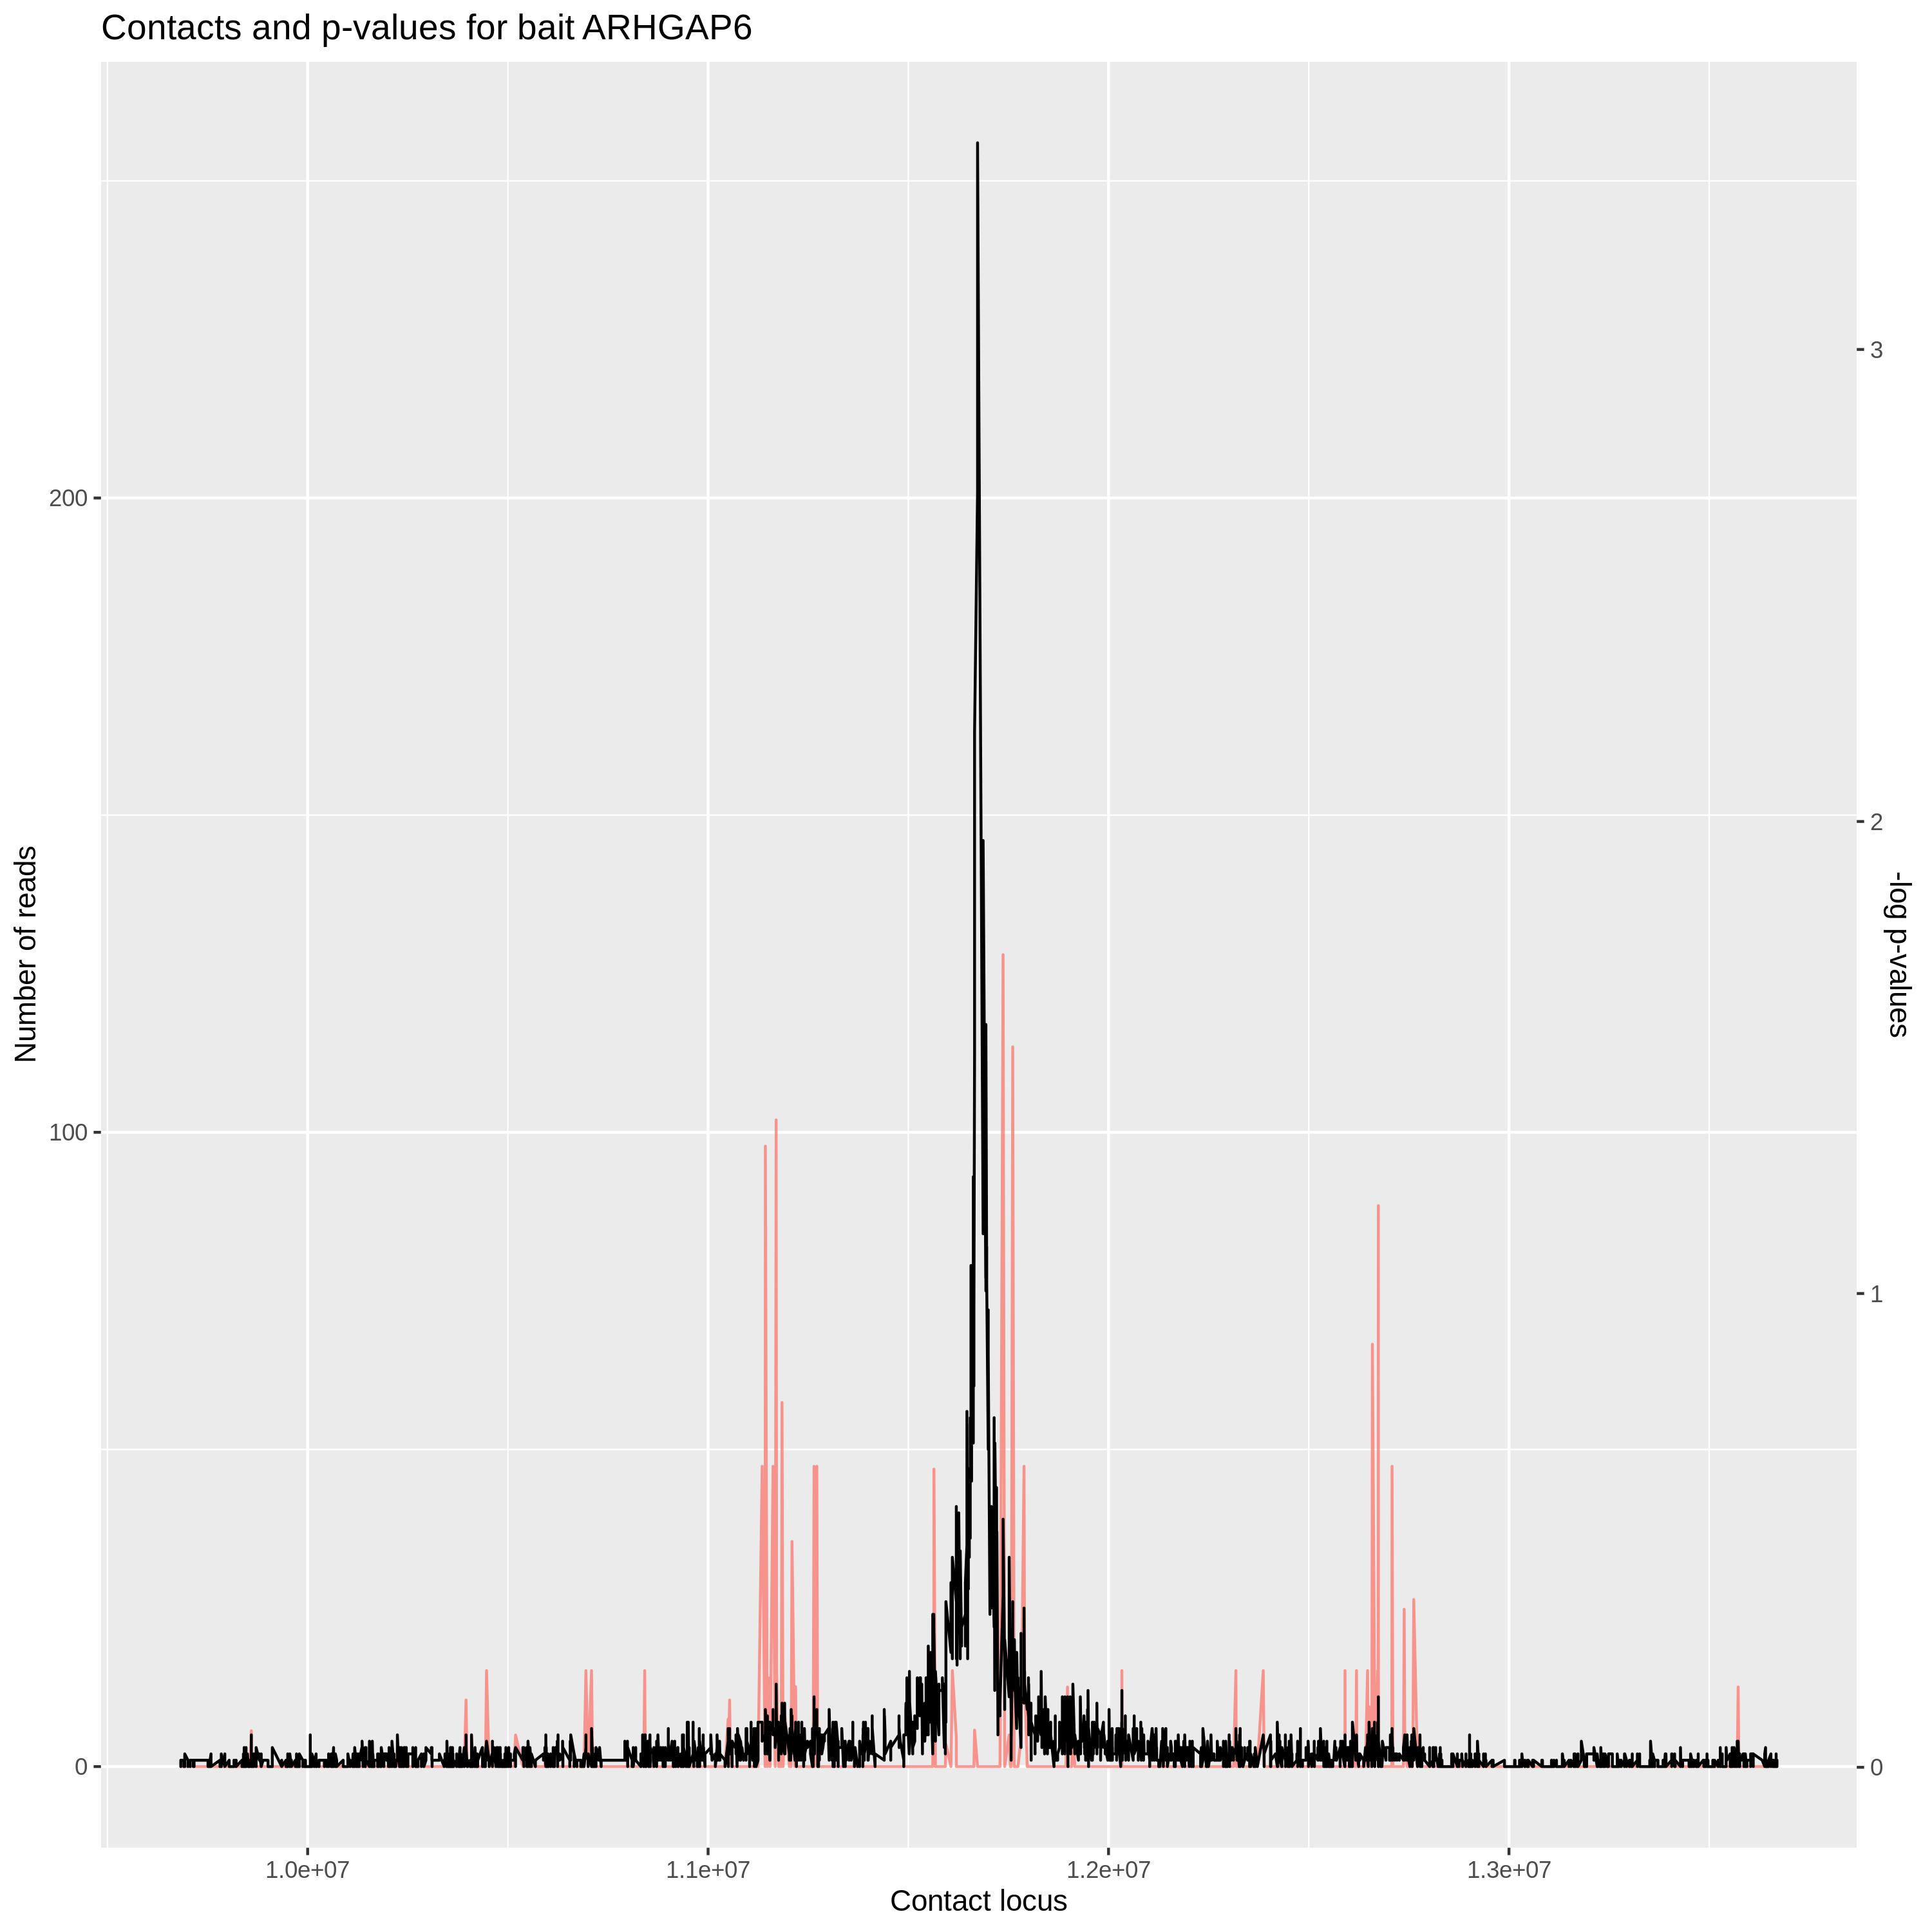 Contacts and p-values for bait ARHGAP6
Number of reads
200
100
0
3
2
1
0
-log p-values
1.0e+07 1.1e+07 1.2e+07 1.3e+07
Contact locus